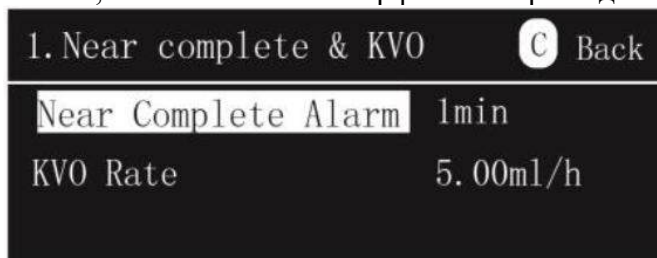 1.Near complete & KVO C Back
Near Complete Alarm 1min
KVO Rate 5.00ml/h